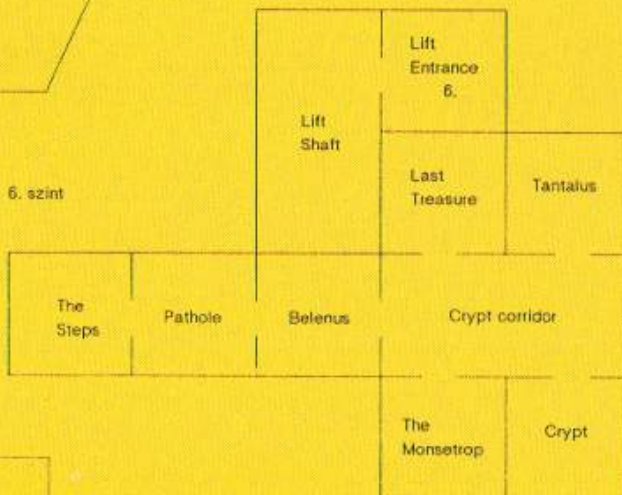 Lift
Entrance
6.
Lift
Shaft
Last
Treasure
Tantalus
6. szint
The
Steps
Pathole
Belenus
Crypt corridor
The
Monsetrop
Crypt